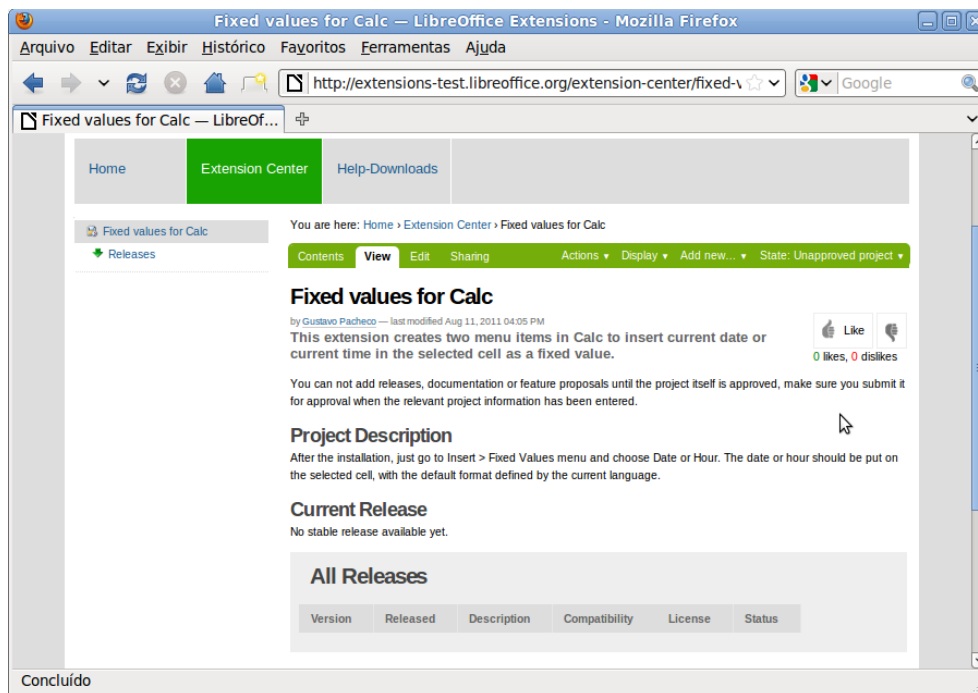 Fixed values for Calc — LibreOffice Extensions - Mozilla Firefox
Arquivo Editar Exibir Histórico Favoritos Ferramentas Ajuda
http://extensions-test.libreoffice.org/extension-center/fixed-v Google
Fixed values for Calc — LibreOf...
Home Extension Center Help-Downloads
You are here: Home › Extension Center › Fixed values for Calc
Fixed values for Calc
Releases
Contents View Edit Sharing Actions ▼ Display ▼ Add new... ▼ State: Unapproved project ▼
Fixed values for Calc
by Gustavo Pacheco — last modified Aug 11, 2011 04:05 PM
This extension creates two menu items in Calc to insert current date or
current time in the selected cell as a fixed value.
Like
0 likes, 0 dislikes
You can not add releases, documentation or feature proposals until the project itself is approved, make sure you submit it
for approval when the relevant project information has been entered.
Project Description
After the installation, just go to Insert > Fixed Values menu and choose Date or Hour. The date or hour should be put on
the selected cell, with the default format defined by the current language.
Current Release
No stable release available yet.
All Releases
Version Released Description Compatibility License Status
Concluído